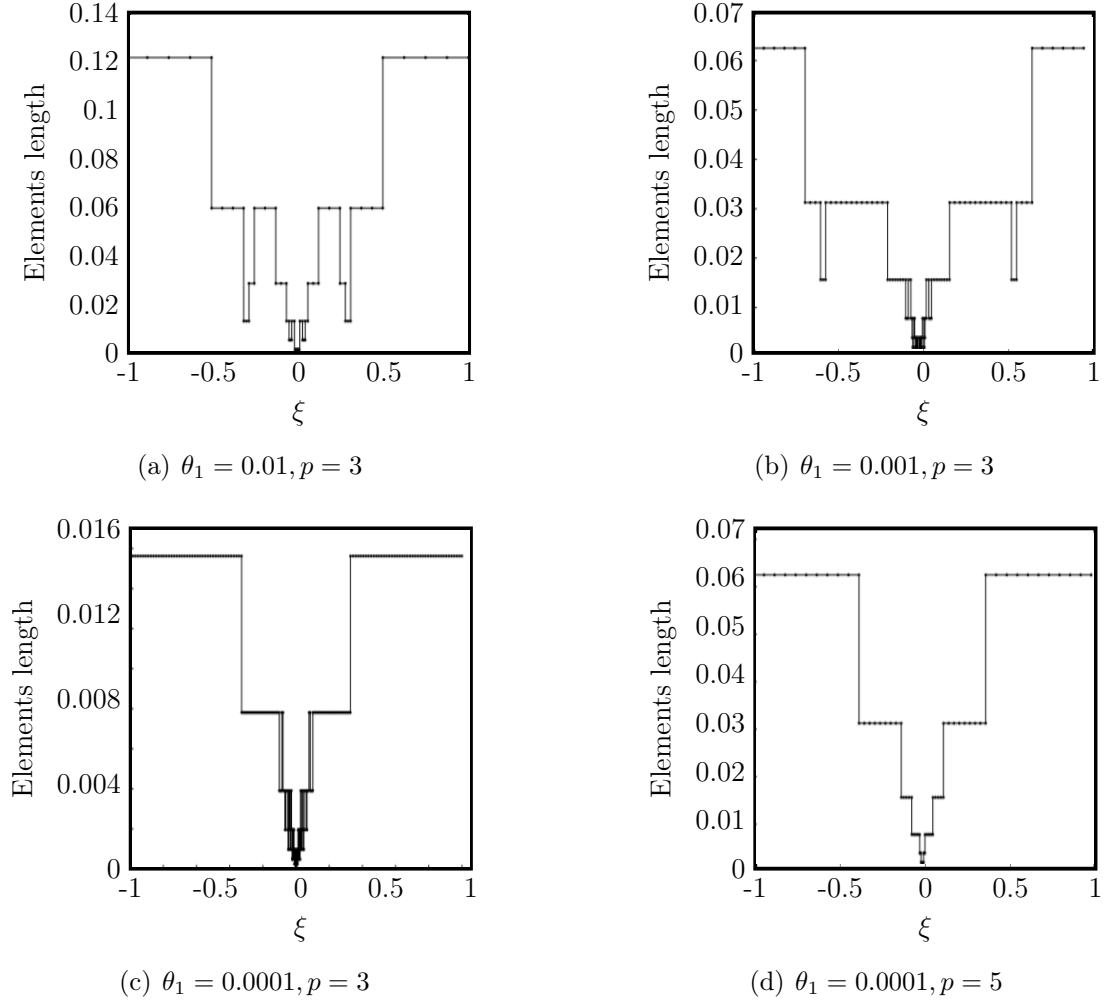 0.14
0.12
0.1
0.08
0.06
0.04
0.02
0
Elements length
-1 -0.5 0 0.5 1
ξ
(a) θ₁ = 0.01, p = 3
0.07
0.06
0.05
0.04
0.03
0.02
0.01
0
Elements length
-1 -0.5 0 0.5 1
ξ
(b) θ₁ = 0.001, p = 3
0.016
0.012
0.008
0.004
0
Elements length
-1 -0.5 0 0.5 1
ξ
(c) θ₁ = 0.0001, p = 3
0.07
0.06
0.05
0.04
0.03
0.02
0.01
0
Elements length
-1 -0.5 0 0.5 1
ξ
(d) θ₁ = 0.0001, p = 5